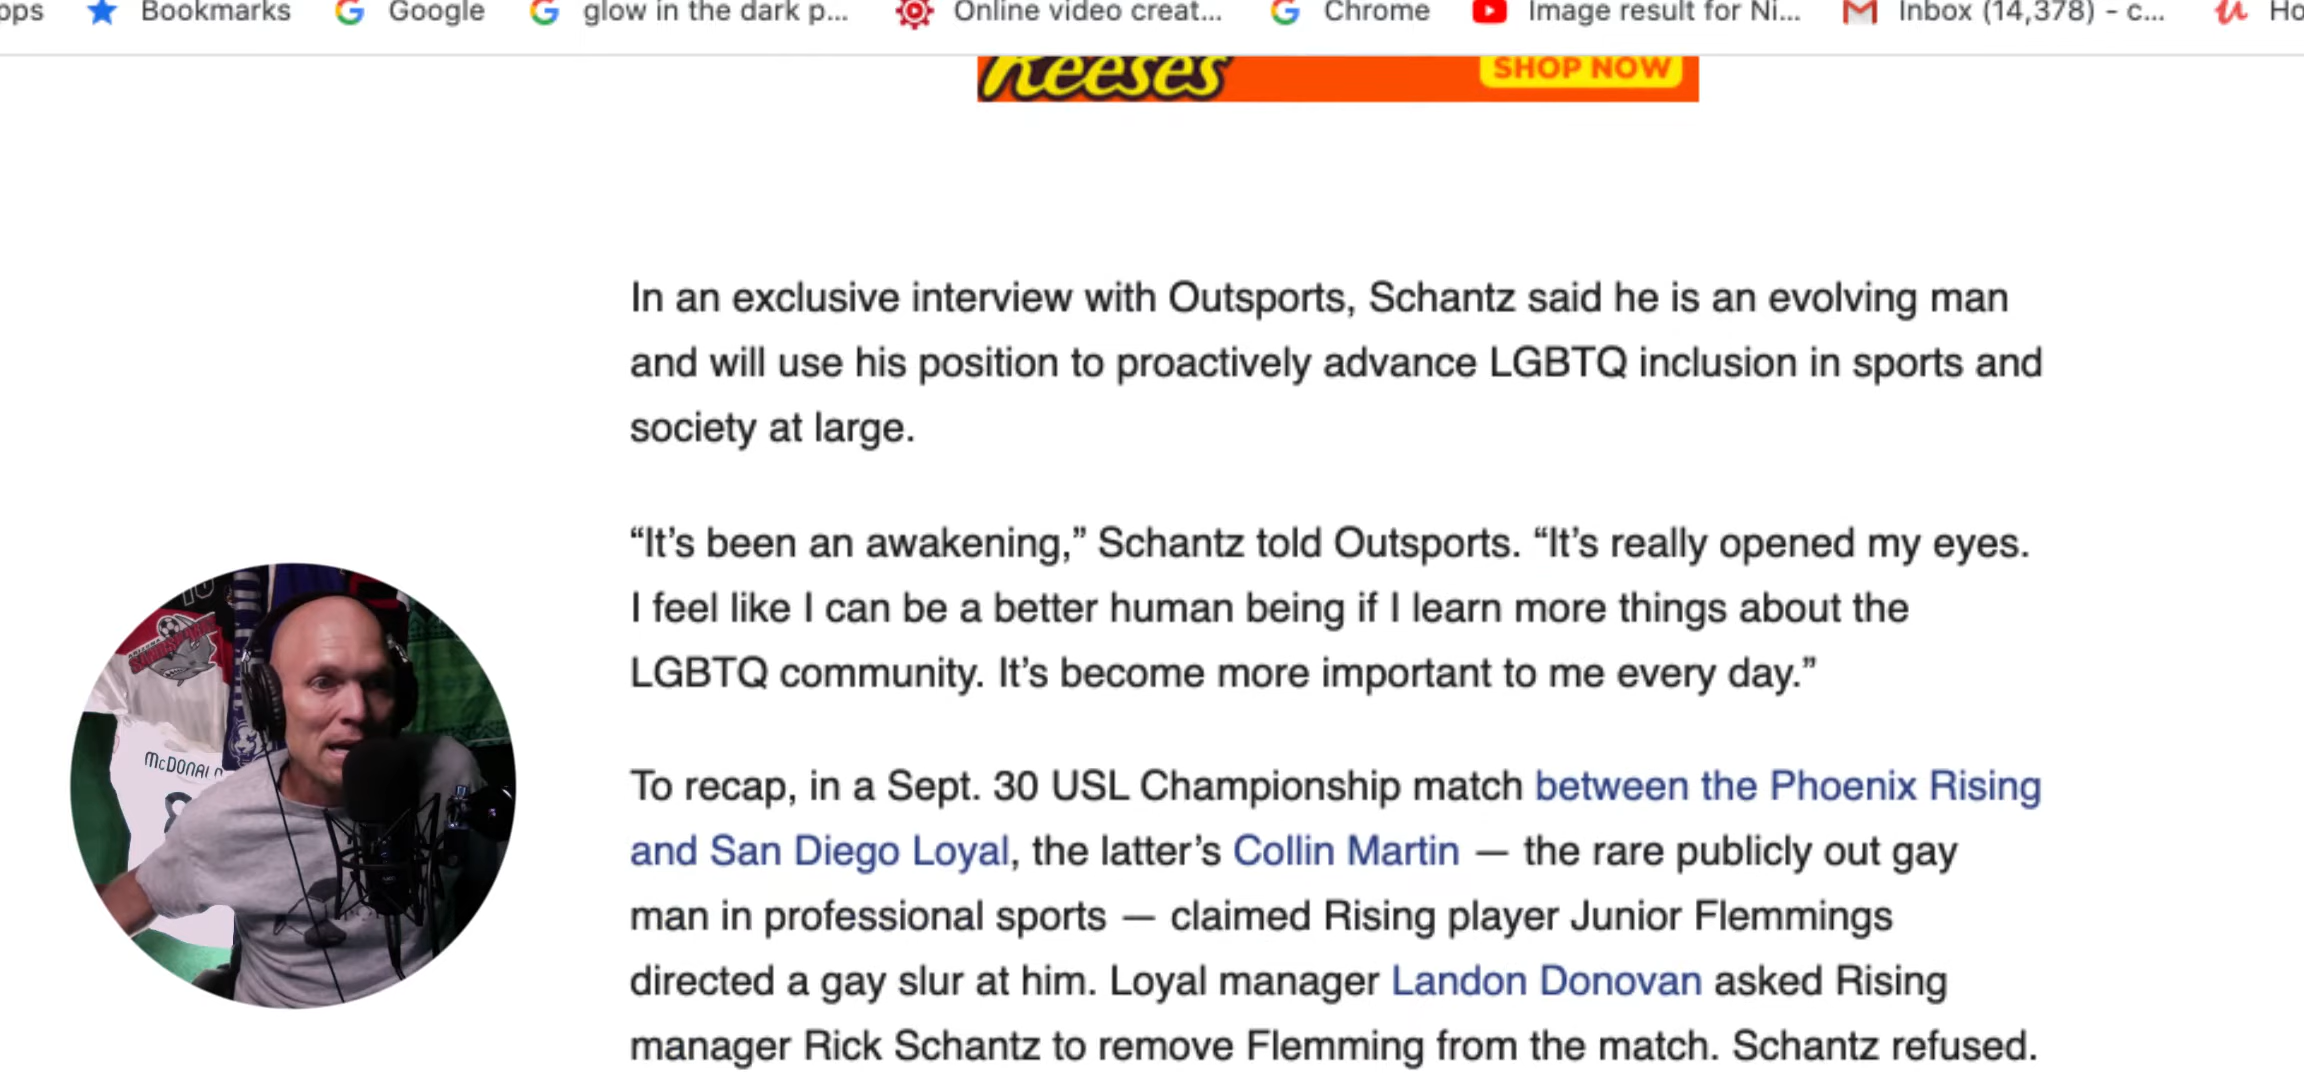 Bookmarks
Google
glow in the dark p...
Online video creat...
Chrome
Image result for Ni...
Inbox (14,378) - c...
Reeses
SHOP NOW
In an exclusive interview with Outsports, Schantz said he is an evolving man
and will use his position to proactively advance LGBTQ inclusion in sports and
society at large.
“It’s been an awakening,” Schantz told Outsports. “It’s really opened my eyes.
I feel like I can be a better human being if I learn more things about the
LGBTQ community. It’s become more important to me every day.”
To recap, in a Sept. 30 USL Championship match between the Phoenix Rising
and San Diego Loyal, the latter’s Collin Martin — the rare publicly out gay
man in professional sports — claimed Rising player Junior Flemmings
directed a gay slur at him. Loyal manager Landon Donovan asked Rising
manager Rick Schantz to remove Flemming from the match. Schantz refused.
McDONAL